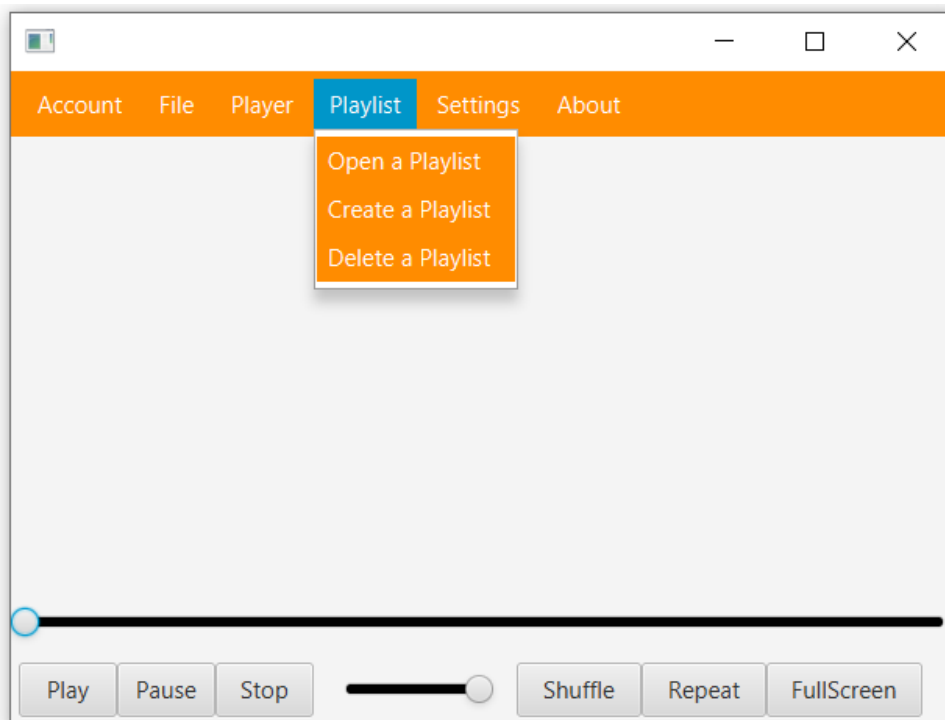 Account File Player Playlist Settings About
Open a Playlist
Create a Playlist
Delete a Playlist
Play Pause Stop Shuffle Repeat FullScreen